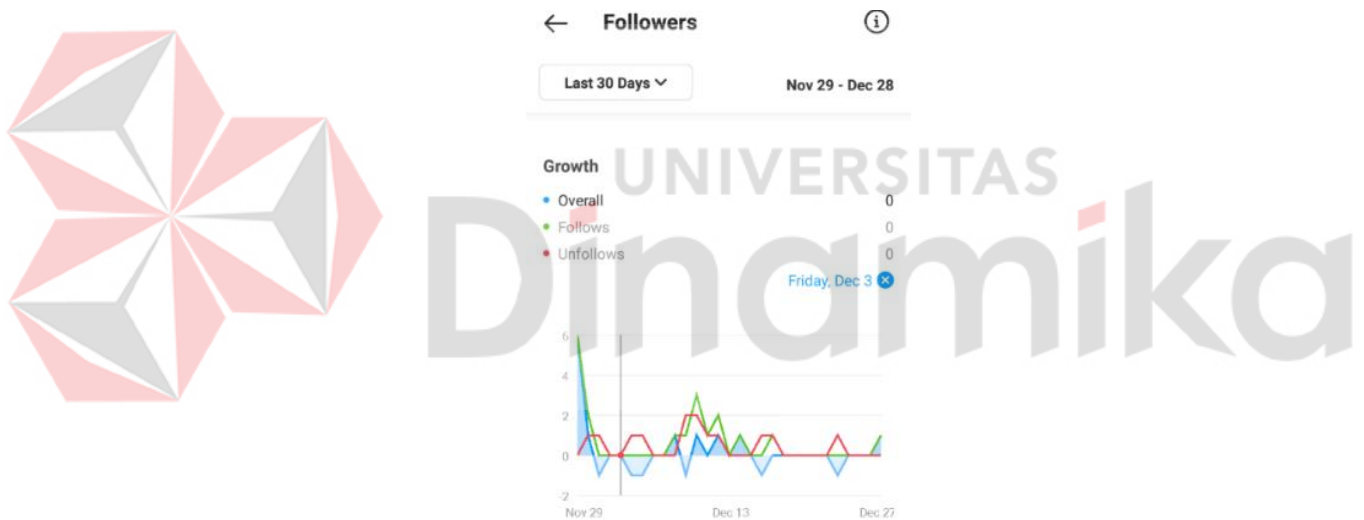 Followers
Last 30 Days
Nov 29 - Dec 28
UNIVERSITAS
Dinamika
Growth
Overall 0
Follows 0
Unfollows 0
Friday, Dec 3
6
4
2
0
-2
Nov 29 Dec 13 Dec 27